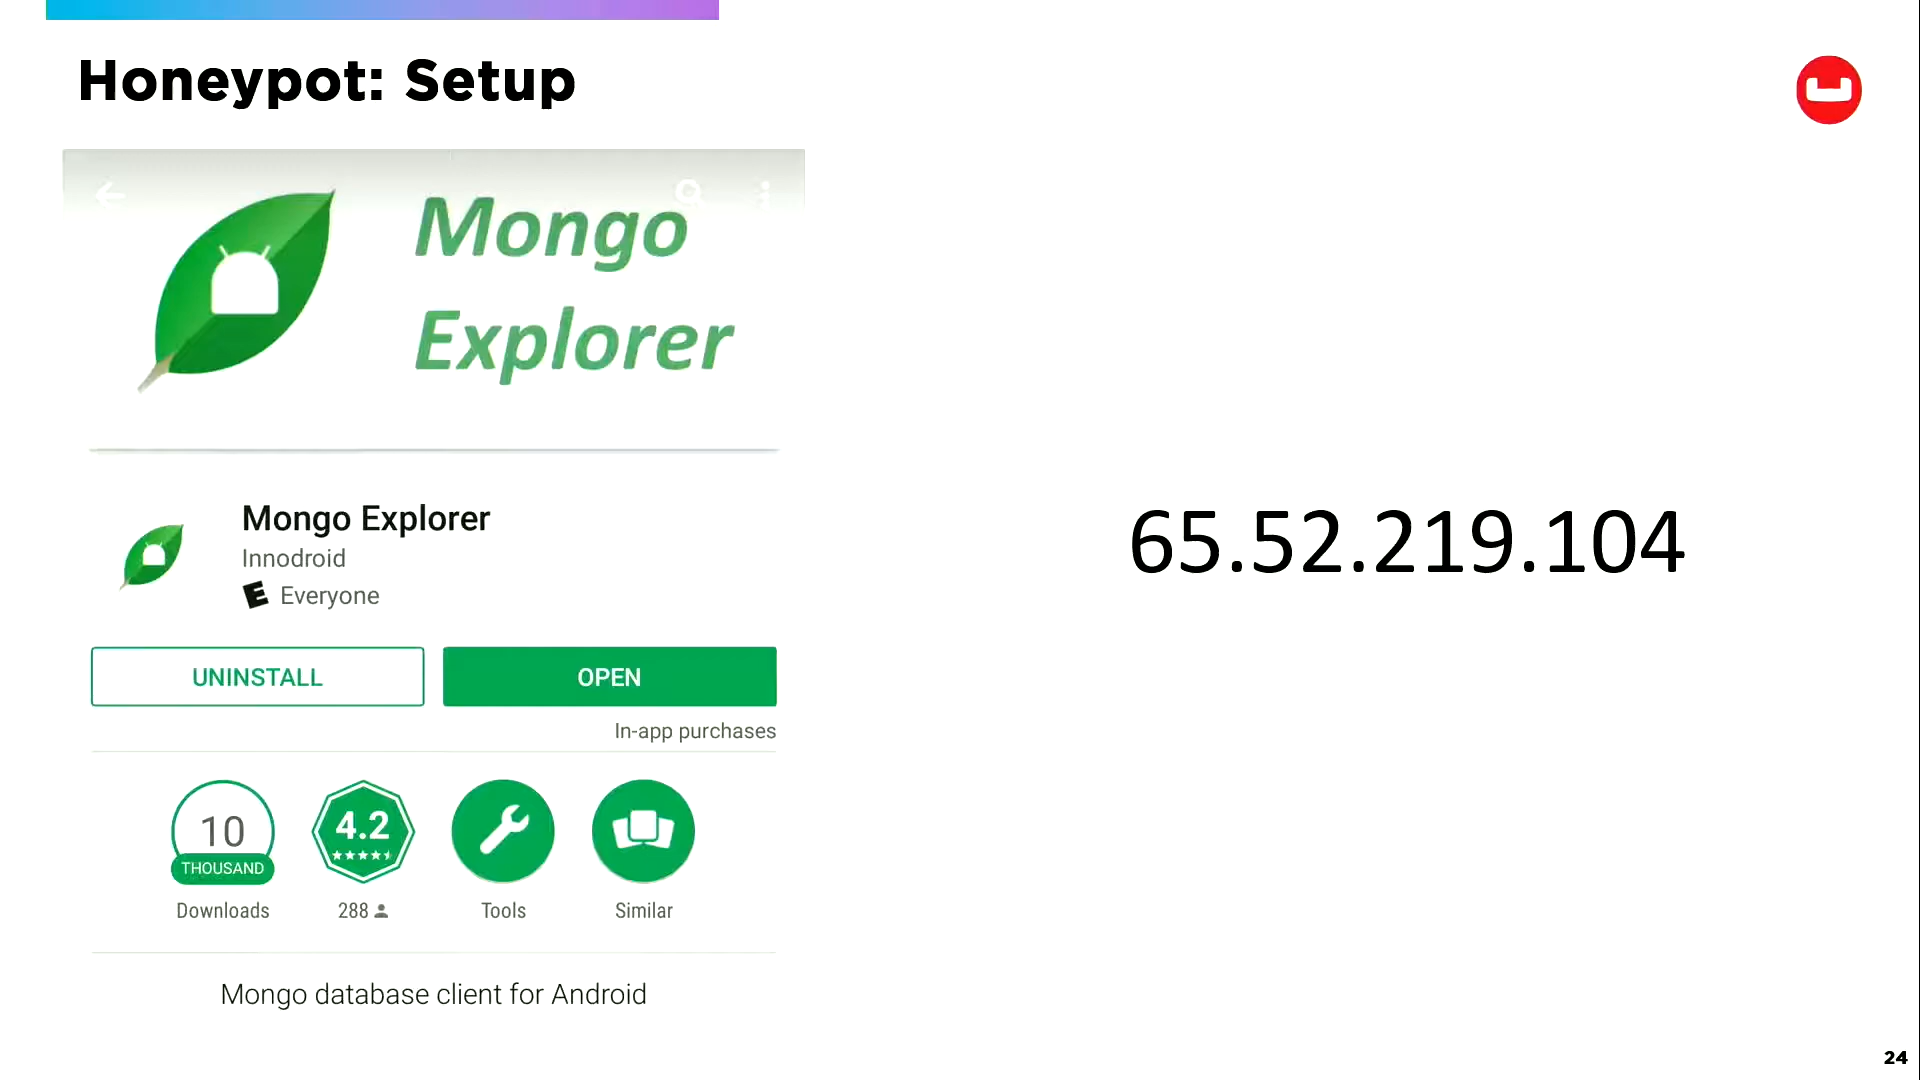 Honeypot: Setup
Mongo
Explorer
Mongo Explorer
Innodroid
E Everyone
UNINSTALL
OPEN
In-app purchases
10
THOUSAND
Downloads
4.2
288
Tools
Similar
Mongo database client for Android
65.52.219.104
24